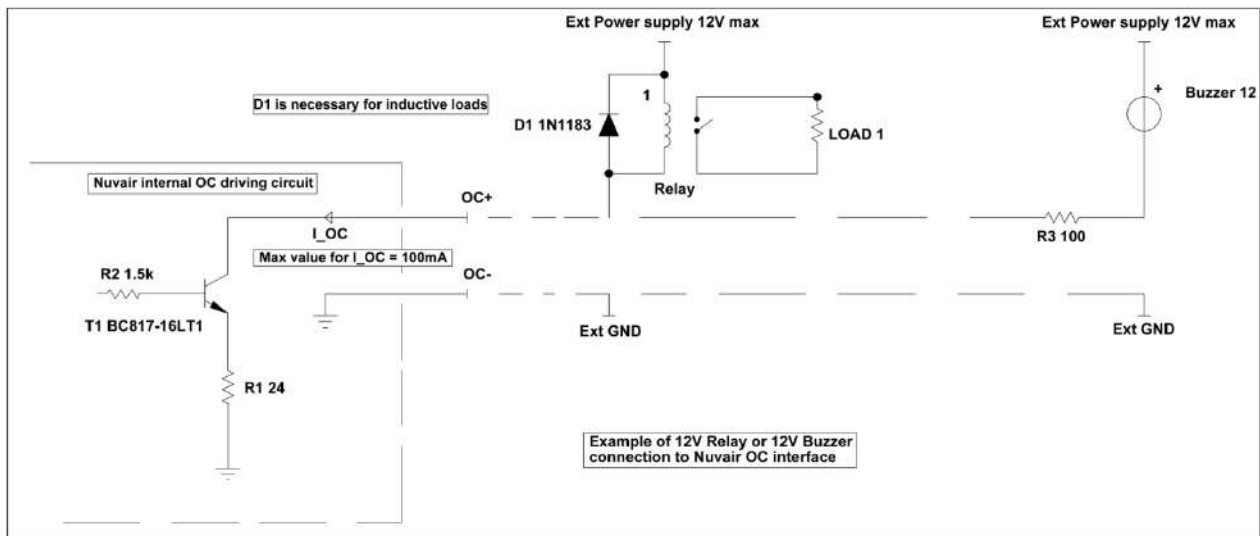 Ext Power supply 12V max
Ext Power supply 12V max
D1 is necessary for inductive loads
1
+
Buzzer 12
D1 1N1183
LOAD 1
Nuvair internal OC driving circuit
Relay
OC+
I_OC
R3 100
Max value for I_OC = 100mA
R2 1.5k
OC-
T1 BC817-16LT1
Ext GND
Ext GND
R1 24
Example of 12V Relay or 12V Buzzer
connection to Nuvair OC interface